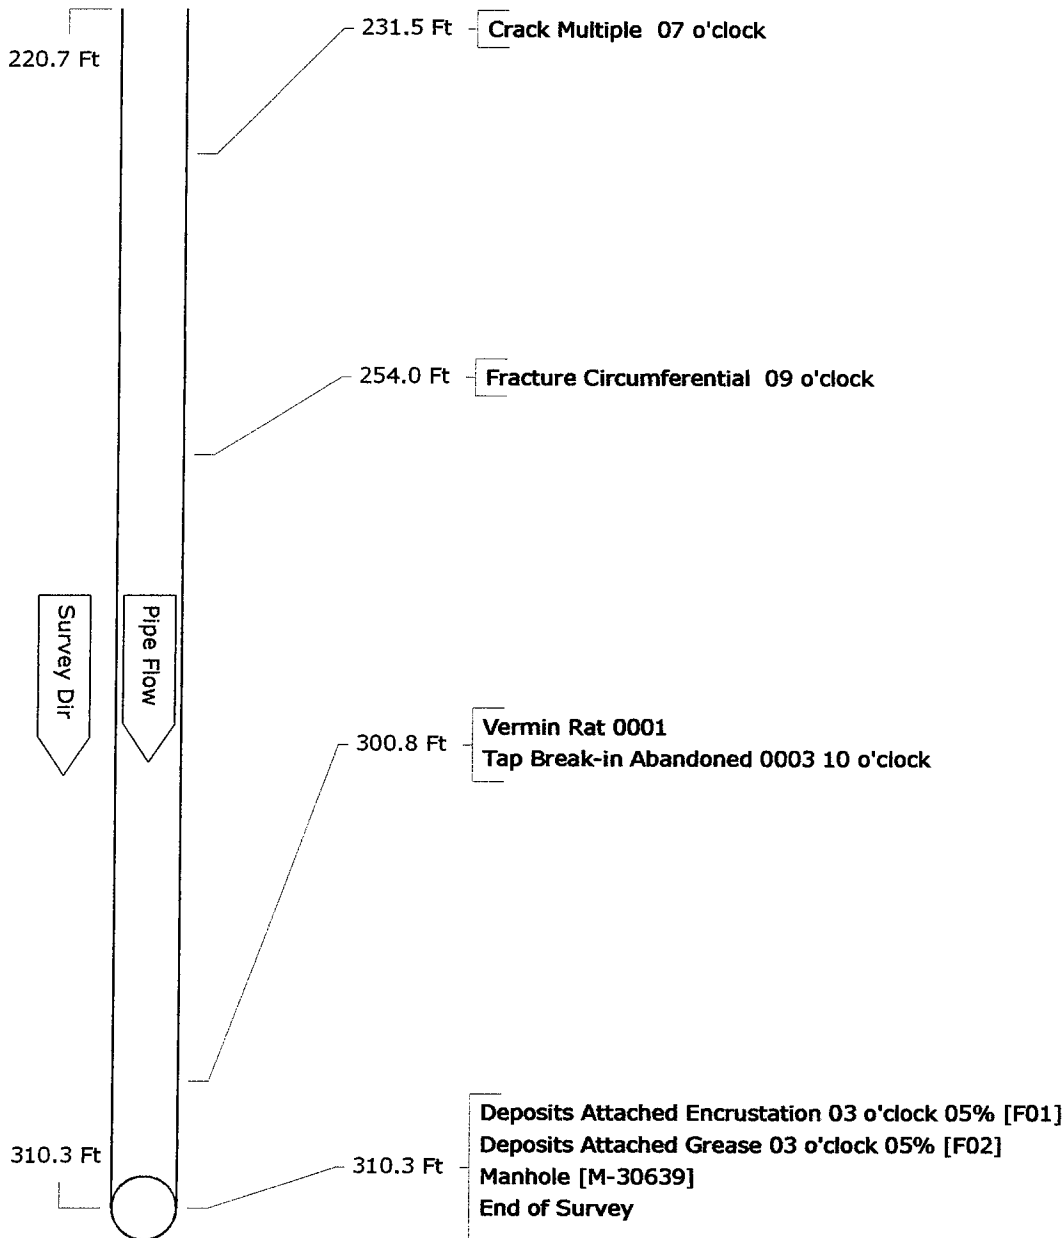 220.7 Ft
231.5 Ft
Crack Multiple 07 o'clock
254.0 Ft
Fracture Circumferential 09 o'clock
Survey Dir
Pipe Flow
300.8 Ft
Vermin Rat 0001
Tap Break-in Abandoned 0003 10 o'clock
310.3 Ft
310.3 Ft
Deposits Attached Encrustation 03 o'clock 05% [F01]
Deposits Attached Grease 03 o'clock 05% [F02]
Manhole [M-30639]
End of Survey